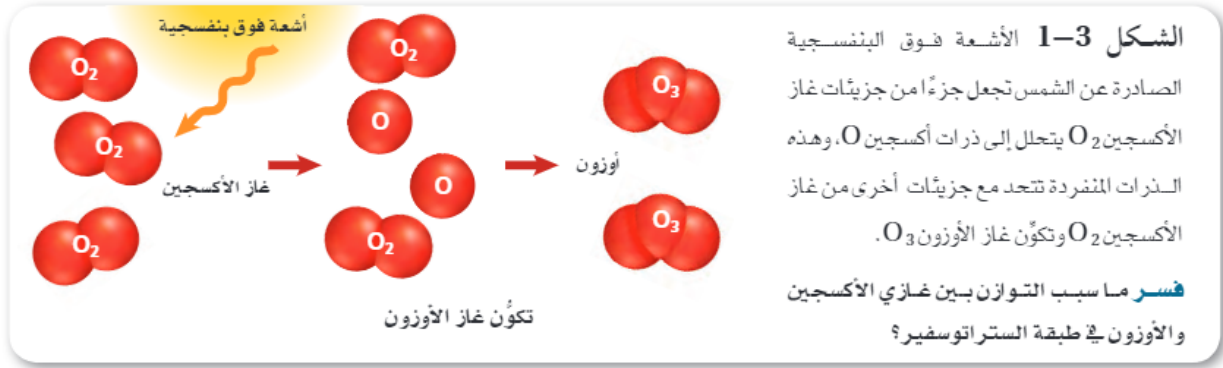 الشكل 3–1 الأشعة فوق البنفسجية
الصادرة عن الشمس تجعل جزءًا من جزيئات غاز
الأكسجين O2 يتحلل إلى ذرات أكسجين O، وهذه
الذرات المنفردة تتحد مع جزيئات أخرى من غاز
الأكسجين O2 وتكوِّن غاز الأوزون O3.
فسر ما سبب التوازن بين غازي الأكسجين
والأوزون في طبقة الستراتوسفير؟
أشعة فوق بنفسجية
O2
O2
O2
غاز الأكسجين
O2
O
O
O2
أوزون
O3
O3
تكوُّن غاز الأوزون